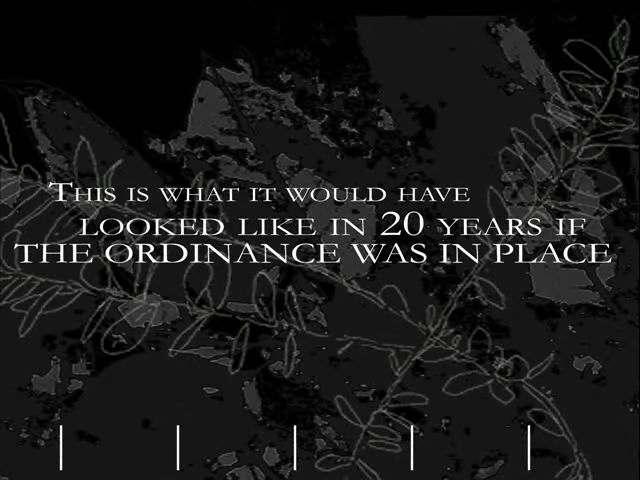 This is what it would have
looked like in 20 years if
the ordinance was in place